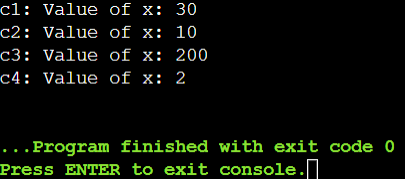 c1: Value of x: 30
c2: Value of x: 10
c3: Value of x: 200
c4: Value of x: 2
...Program finished with exit code 0
Press ENTER to exit console.